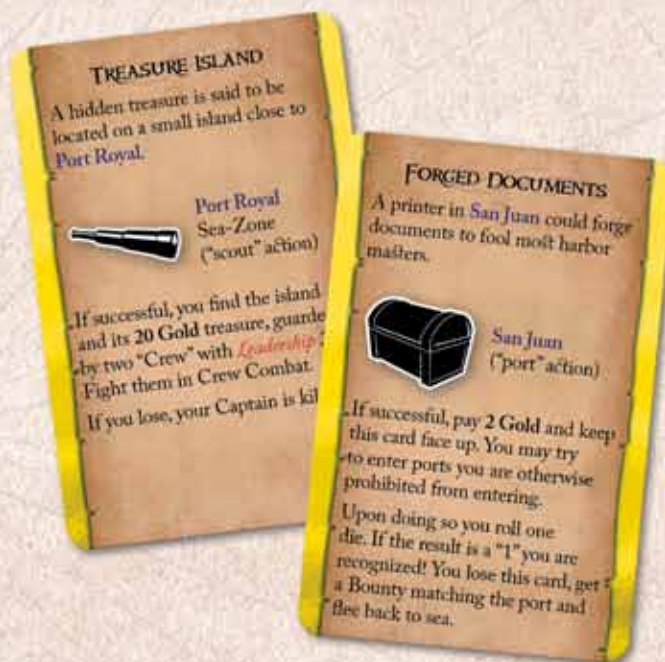 TREASURE ISLAND
A hidden treasure is said to be
located on a small island close to
Port Royal.
Port Royal
Sea-Zone
("scout" action)
If successful, you find the island
and its 20 Gold treasure, guarde
by two "Crew" with Leadership
Fight them in Crew Combat.
If you lose, your Captain is kil
FORGED DOCUMENTS
A printer in San Juan could forge
documents to fool most harbor
masters.
San Juan
("port" action)
If successful, pay 2 Gold and keep
this card face up. You may try
to enter ports you are otherwise
prohibited from entering.
Upon doing so you roll one
die. If the result is a "1" you are
recognized! You lose this card, get
a Bounty matching the port and
flee back to sea.